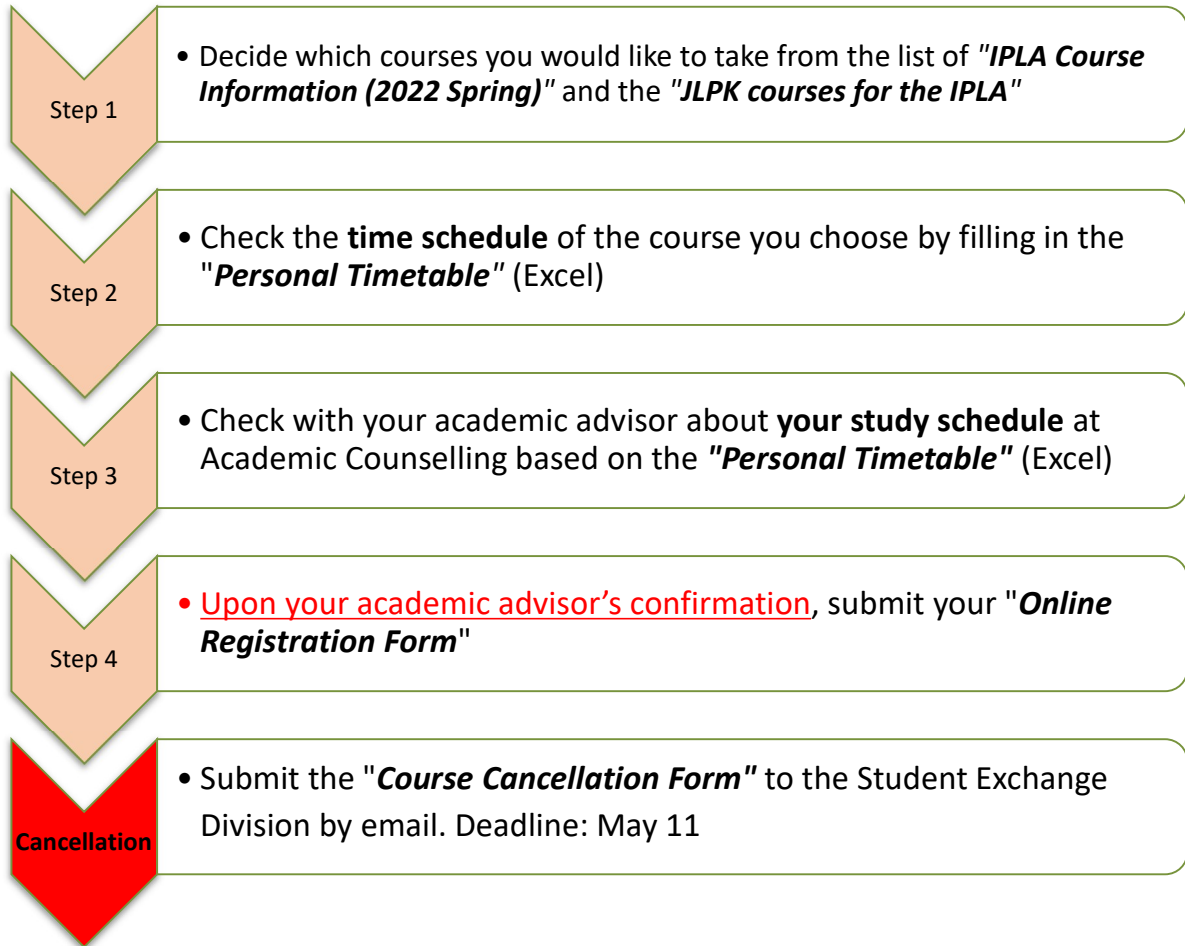 Step 1
• Decide which courses you would like to take from the list of "IPLA Course
Information (2022 Spring)" and the "JLPK courses for the IPLA"
Step 2
• Check the time schedule of the course you choose by filling in the
"Personal Timetable" (Excel)
Step 3
• Check with your academic advisor about your study schedule at
Academic Counselling based on the "Personal Timetable" (Excel)
Step 4
• Upon your academic advisor’s confirmation, submit your "Online
Registration Form"
Cancellation
• Submit the "Course Cancellation Form" to the Student Exchange
Division by email. Deadline: May 11